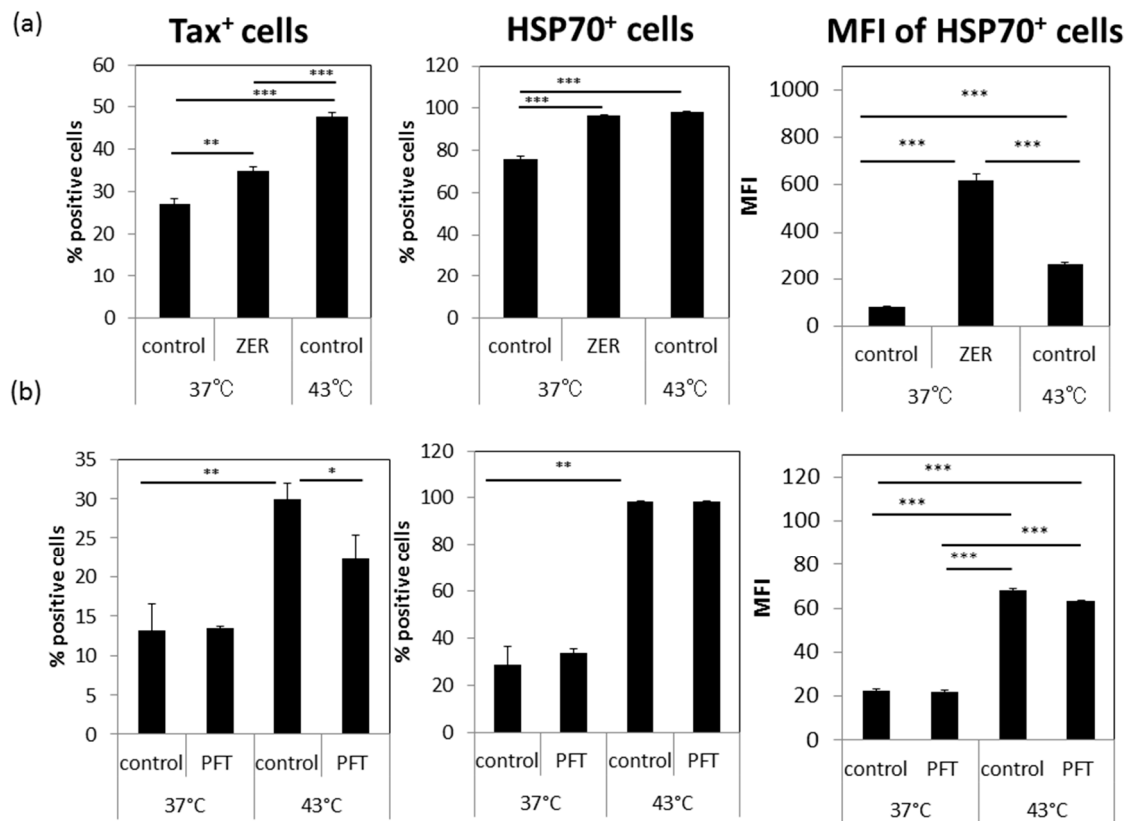 (a)
Tax⁺ cells
HSP70⁺ cells
MFI of HSP70⁺ cells
% positive cells
60
50
40
30
20
10
0
***
***
**
control ZER control
37℃ 43℃
% positive cells
120
100
80
60
40
20
0
***
***
control ZER control
37℃ 43℃
MFI
1000
800
600
400
200
0
***
*** ***
control ZER control
37℃ 43℃
(b)
% positive cells
35
30
25
20
15
10
5
0
** *
control PFT control PFT
37°C 43°C
% positive cells
120
100
80
60
40
20
0
**
control PFT control PFT
37°C 43°C
MFI
120
100
80
60
40
20
0
***
***
***
***
control PFT control PFT
37°C 43°C